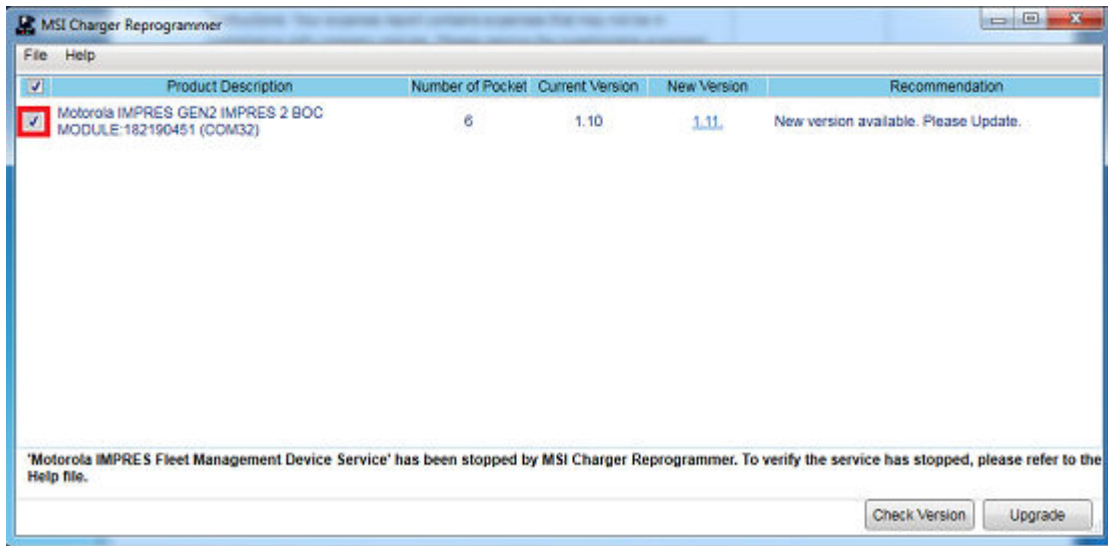 MSI Charger Reprogrammer
File Help
Product Description Number of Pocket Current Version New Version Recommendation
Motorola IMPRES GEN2 IMPRES 2 BOC
MODULE:182190451 (COM32)
6 1.10 1.11. New version available. Please Update.
'Motorola IMPRES Fleet Management Device Service' has been stopped by MSI Charger Reprogrammer. To verify the service has stopped, please refer to the
Help file.
Check Version Upgrade